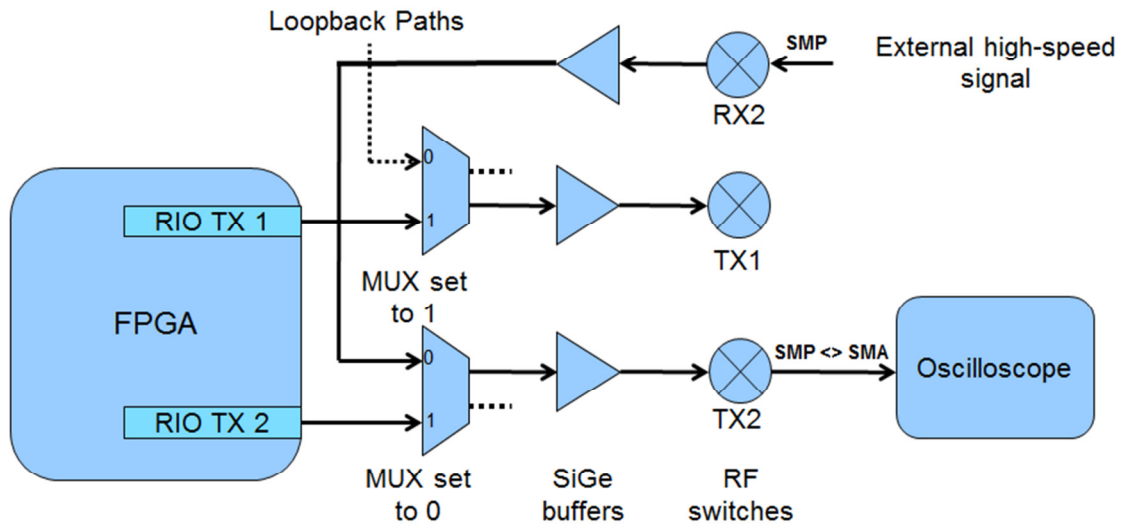 Loopback Paths
SMP
External high-speed
signal
RX2
0
RIO TX 1
1
TX1
MUX set
to 1
FPGA
0
SMP <> SMA
Oscilloscope
RIO TX 2
1
TX2
MUX set
to 0
SiGe
buffers
RF
switches